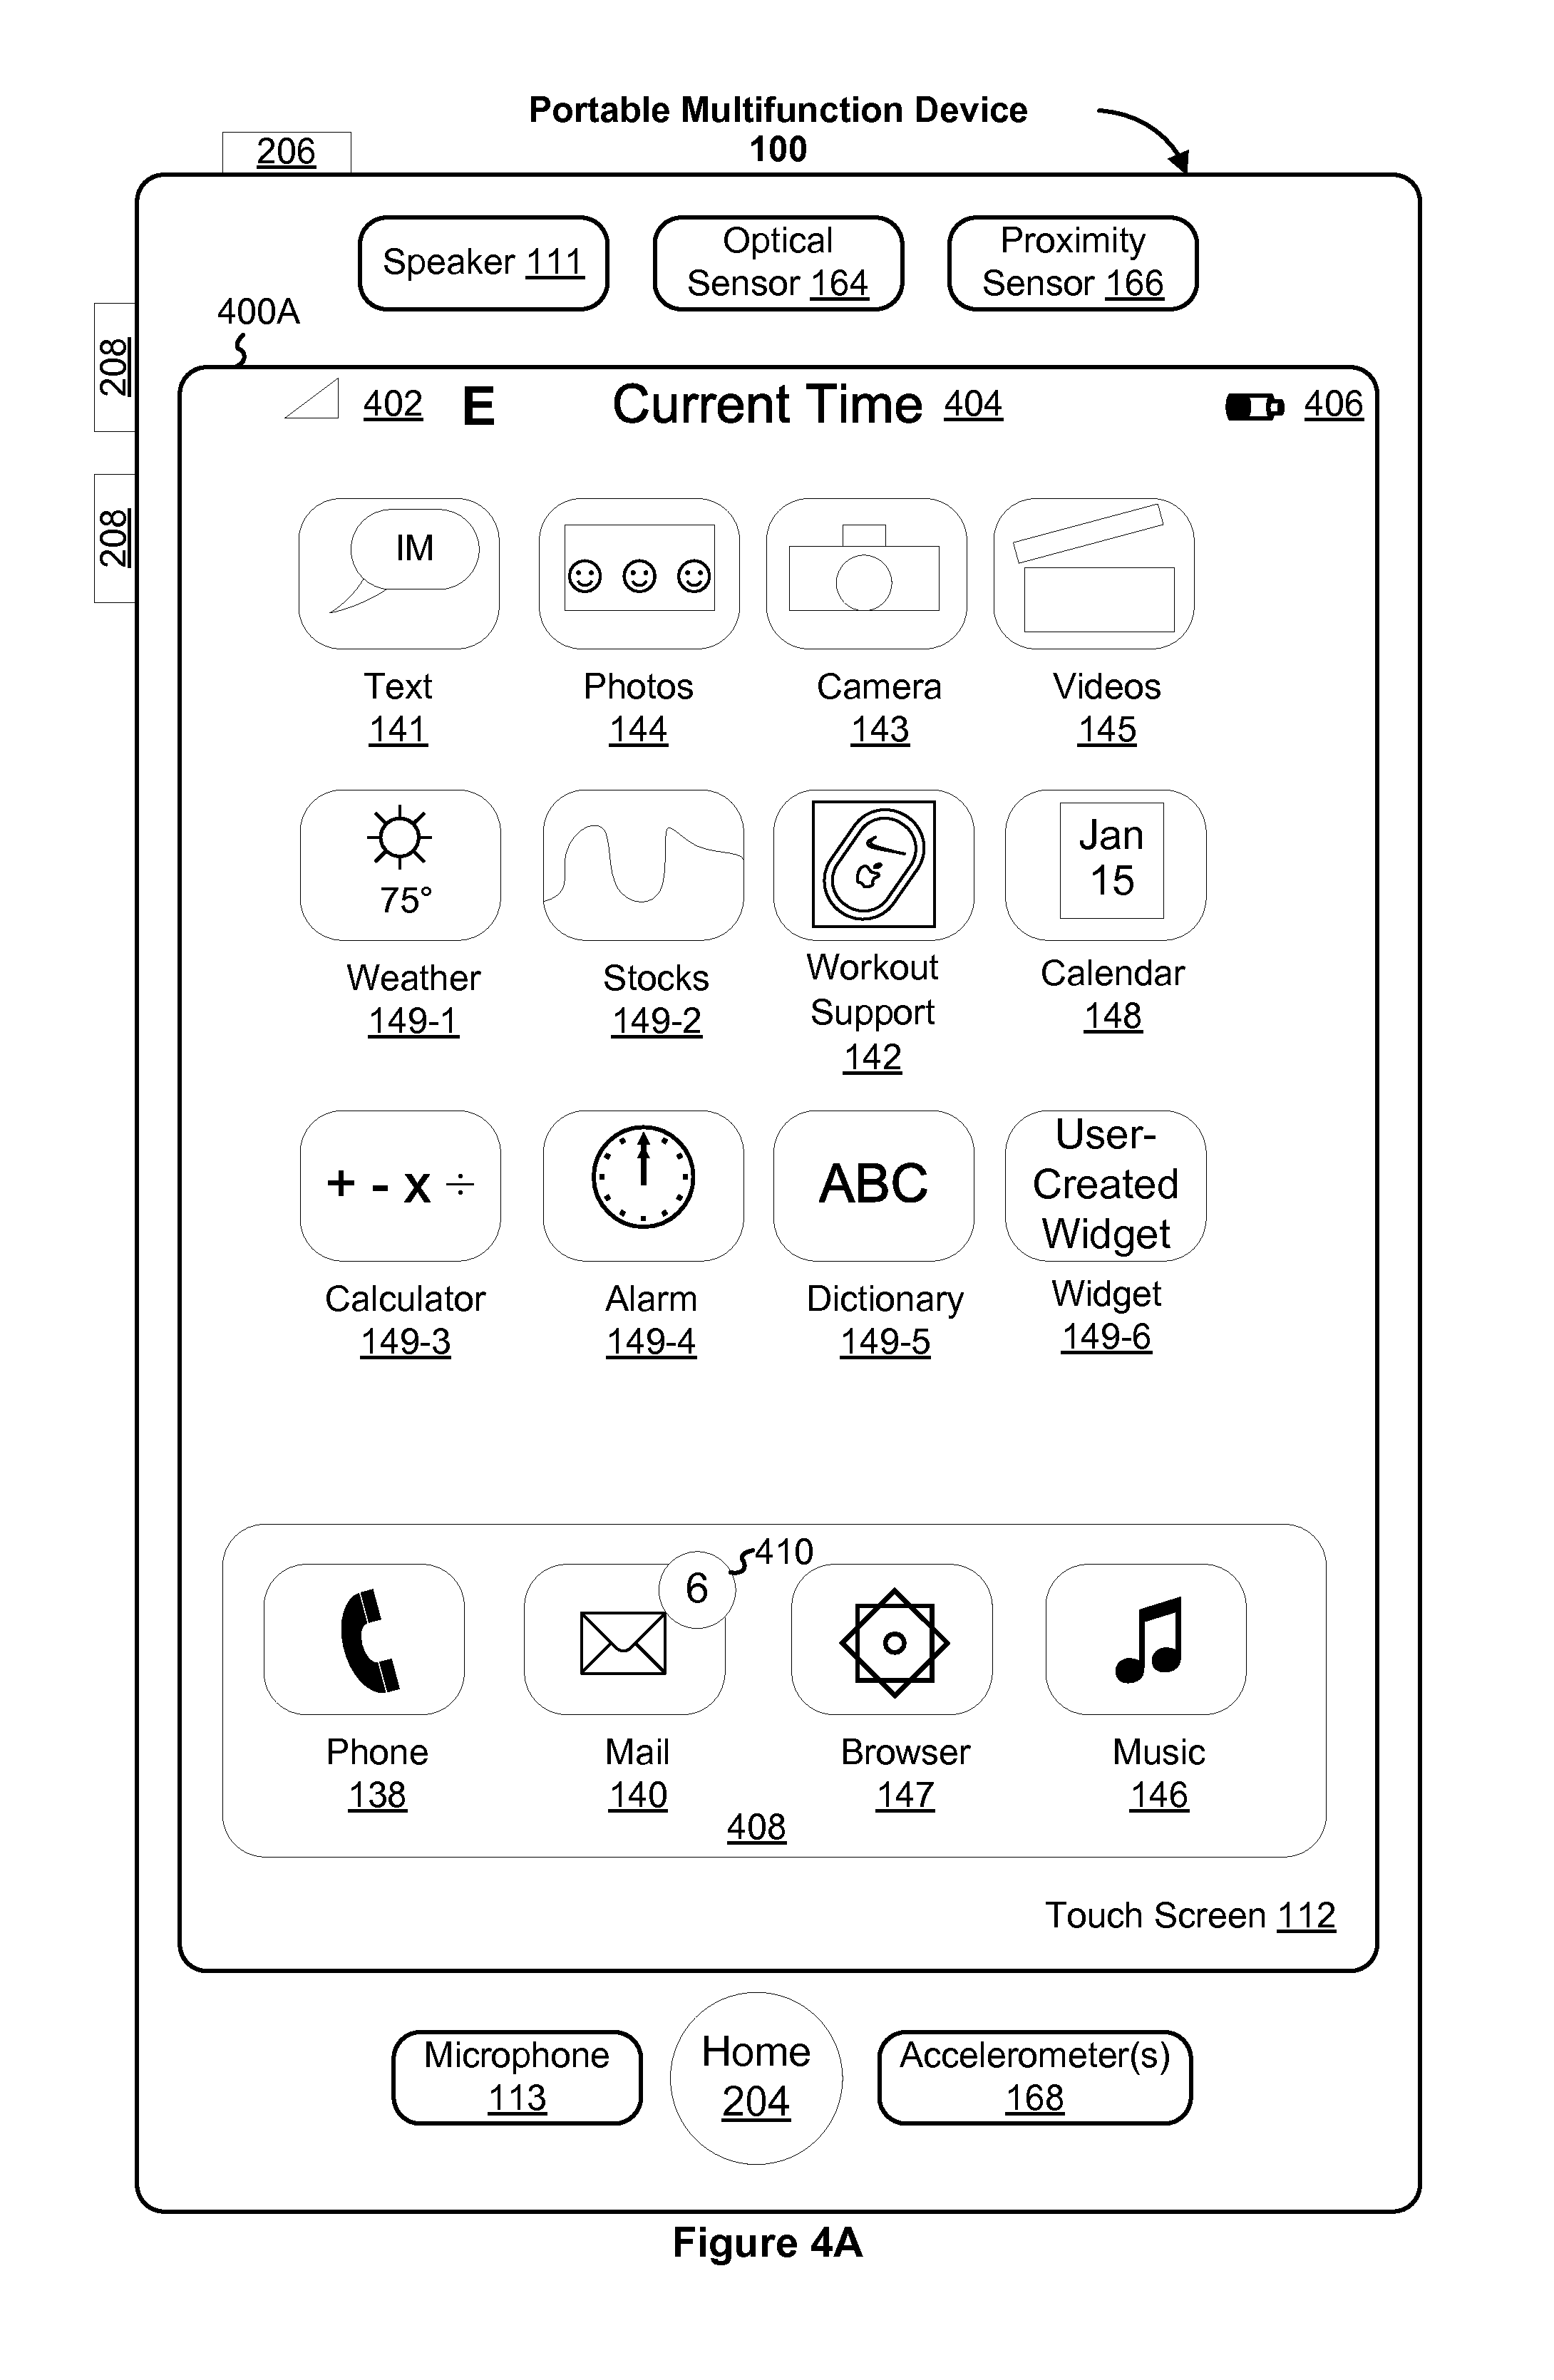 Portable Multifunction Device
100
206
Speaker 111
Optical
Sensor 164
Proximity
Sensor 166
400A
208
208
402 E Current Time 404 406
IM
Text
141
Photos
144
Camera
143
Videos
145
75°
Weather
149-1
Stocks
149-2
Workout
Support
142
Jan
15
Calendar
148
+ - x ÷
Calculator
149-3
Alarm
149-4
ABC
Dictionary
149-5
User-
Created
Widget
Widget
149-6
410
6
Phone
138
Mail
140
Browser
147
Music
146
408
Touch Screen 112
Microphone
113
Home
204
Accelerometer(s)
168
Figure 4A